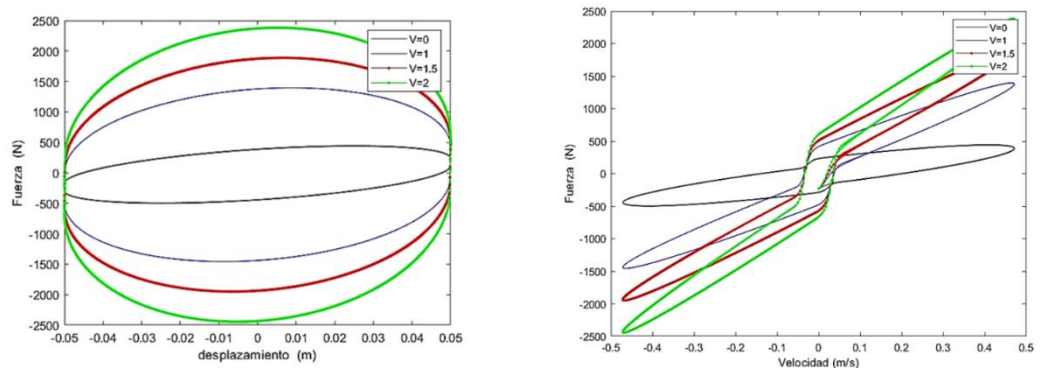 2500
2000
1500
1000
500
0
-500
-1000
-1500
-2000
-2500
Fuerza (N)
V=0
V=1
V=1.5
V=2
-0.05 -0.04 -0.03 -0.02 -0.01 0 0.01 0.02 0.03 0.04 0.05
desplazamiento (m)
2500
2000
1500
1000
500
0
-500
-1000
-1500
-2000
-2500
Fuerza (N)
V=0
V=1
V=1.5
V=2
-0.5 -0.4 -0.3 -0.2 -0.1 0 0.1 0.2 0.3 0.4 0.5
Velocidad (m/s)